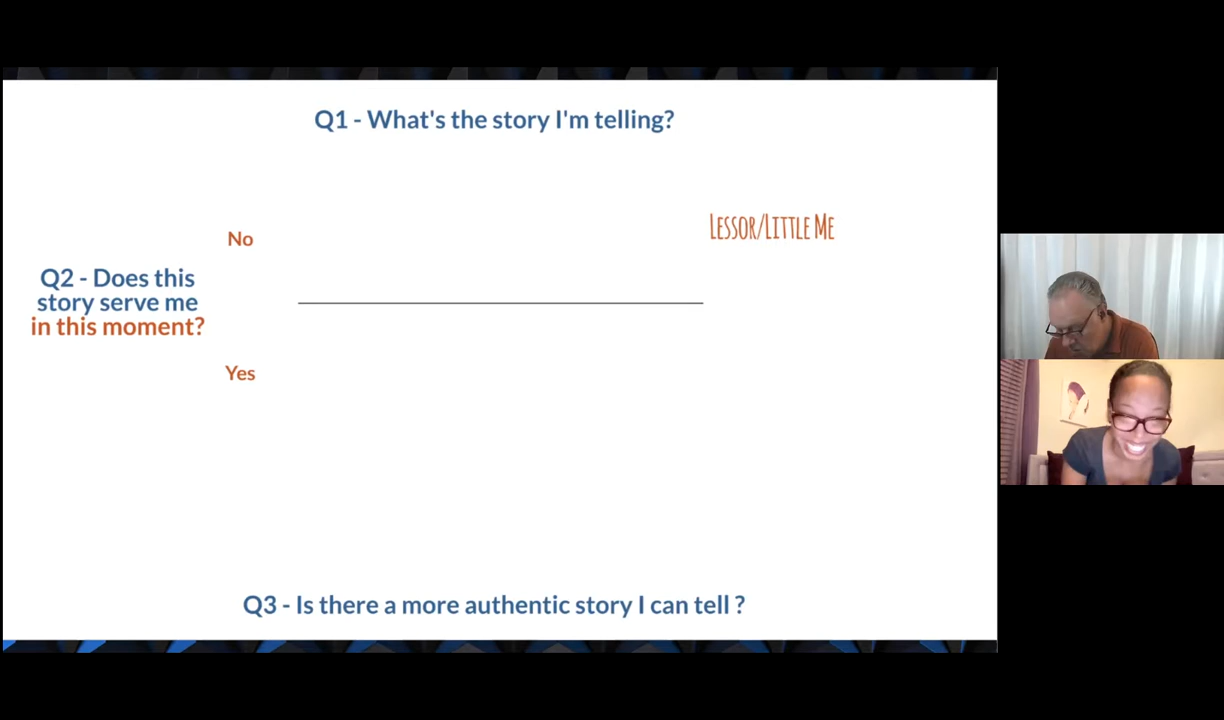 Q1 - What's the story I'm telling?
LESSOR/LITTLE ME
No
Q2 - Does this
story serve me
in this moment?
Yes
Q3 - Is there a more authentic story I can tell ?